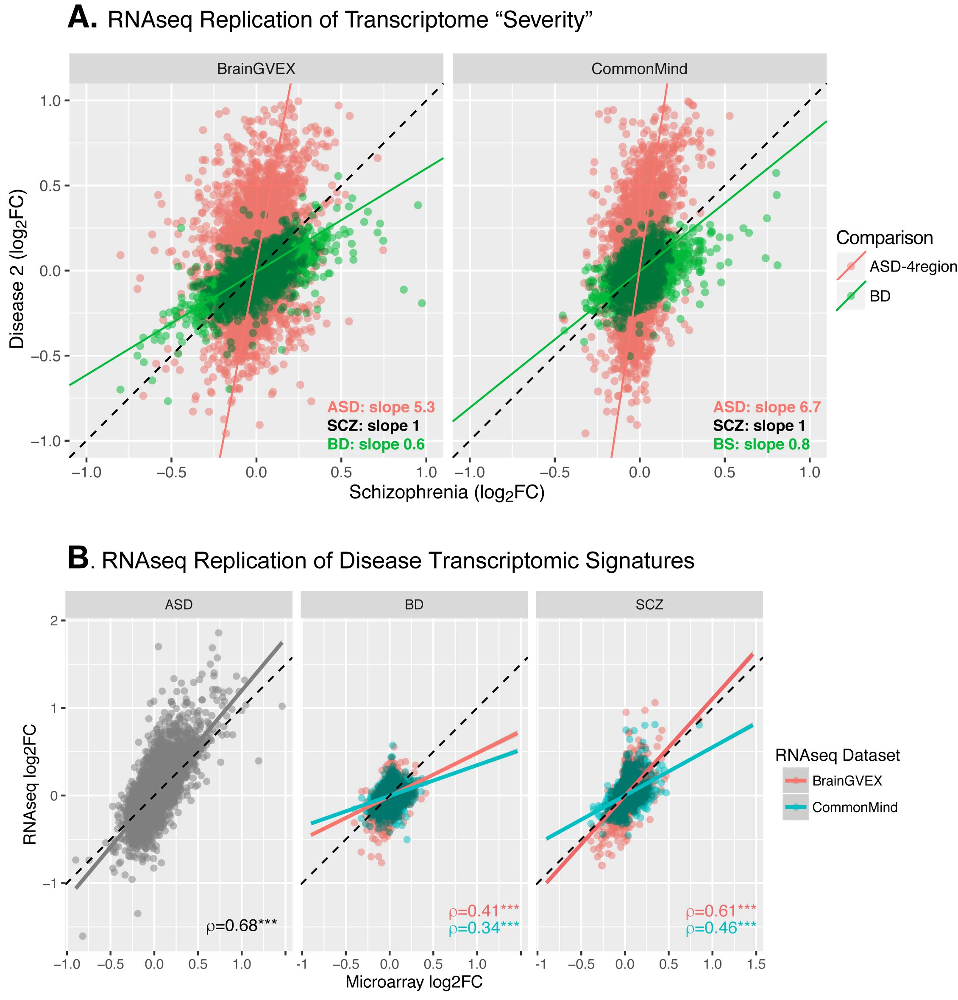 A. RNAseq Replication of Transcriptome “Severity”
BrainGVEX
CommonMind
1.0
0.5
0.0
−0.5
−1.0
Disease 2 (log2FC)
ASD: slope 5.3
SCZ: slope 1
BD: slope 0.6
ASD: slope 6.7
SCZ: slope 1
BS: slope 0.8
−1.0 −0.5 0.0 0.5 1.0
−1.0 −0.5 0.0 0.5 1.0
Schizophrenia (log2FC)
Comparison
ASD-4region
BD
B. RNAseq Replication of Disease Transcriptomic Signatures
ASD
BD
SCZ
2
1
0
−1
RNAseq log2FC
ρ=0.68***
ρ=0.41***
ρ=0.34***
ρ=0.61***
ρ=0.46***
−1.0 −0.5 0.0 0.5 1.0
-1 −0.5 0.0 0.5 1.0
-1 −0.5 0.0 0.5 1.0 1.5
Microarray log2FC
RNAseq Dataset
BrainGVEX
CommonMind